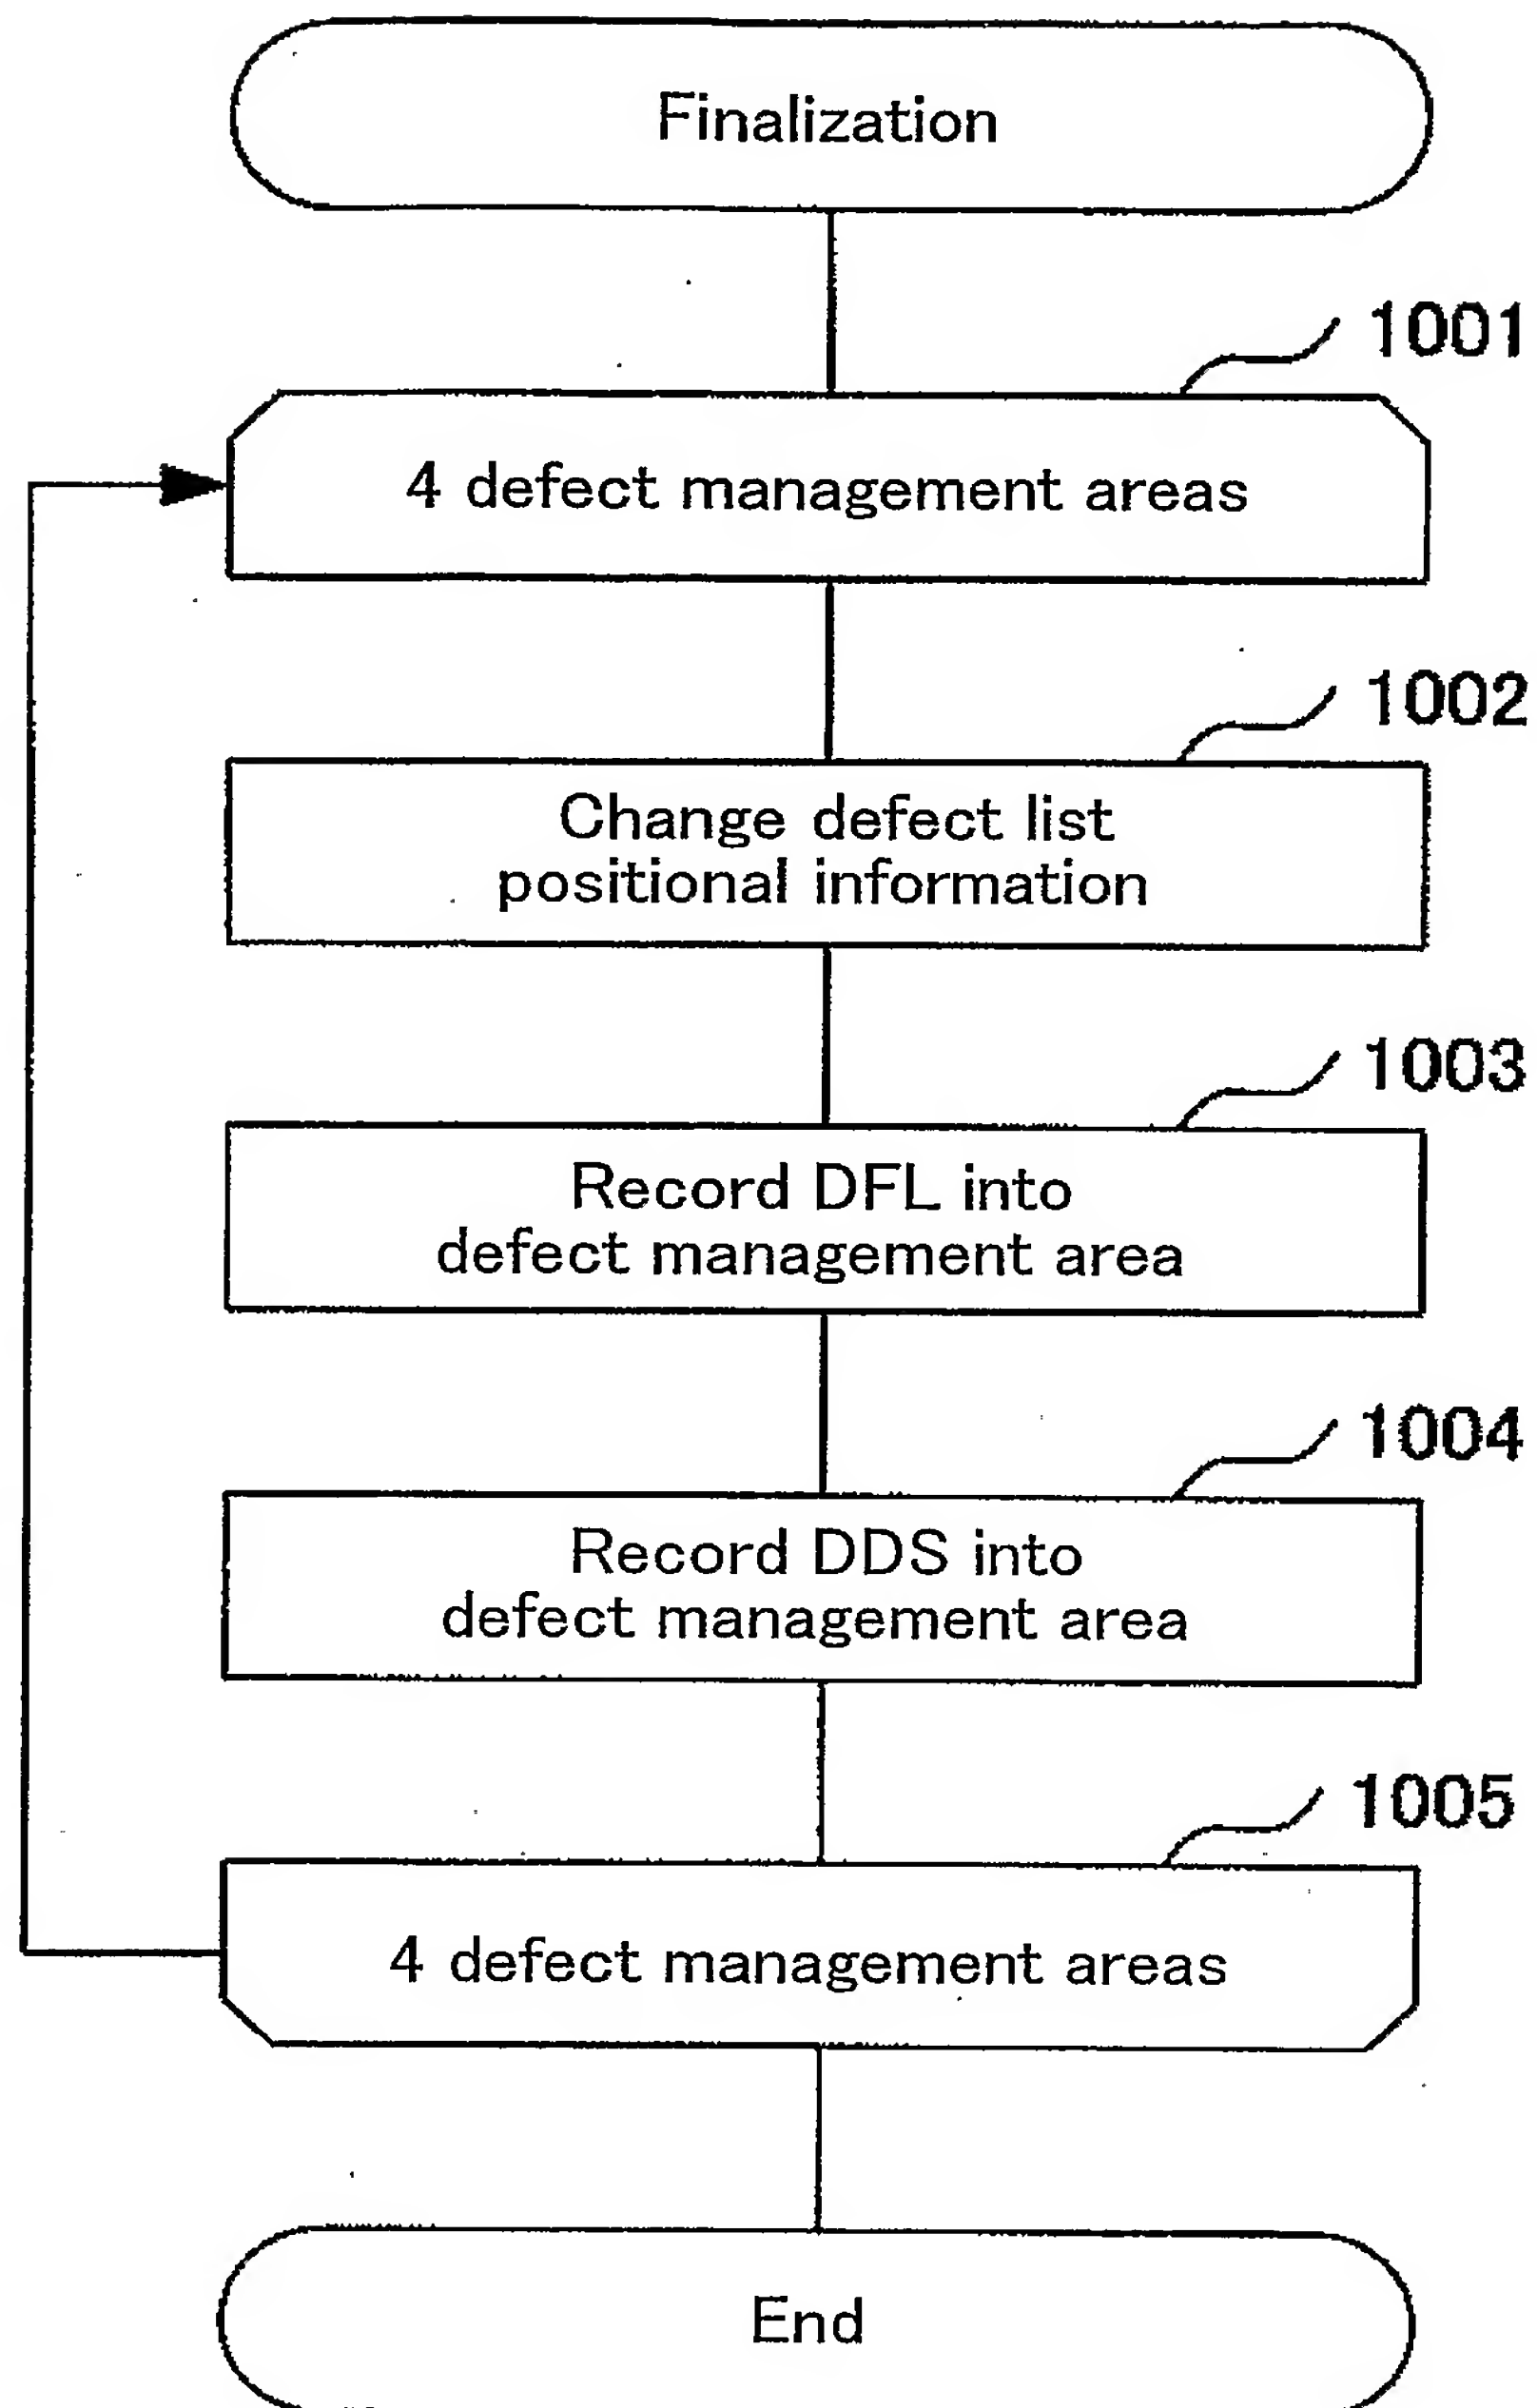 Finalization
1001
4 defect management areas
1002
Change defect list
positional information
1003
Record DFL into
defect management area
1004
Record DDS into
defect management area
1005
4 defect management areas
End